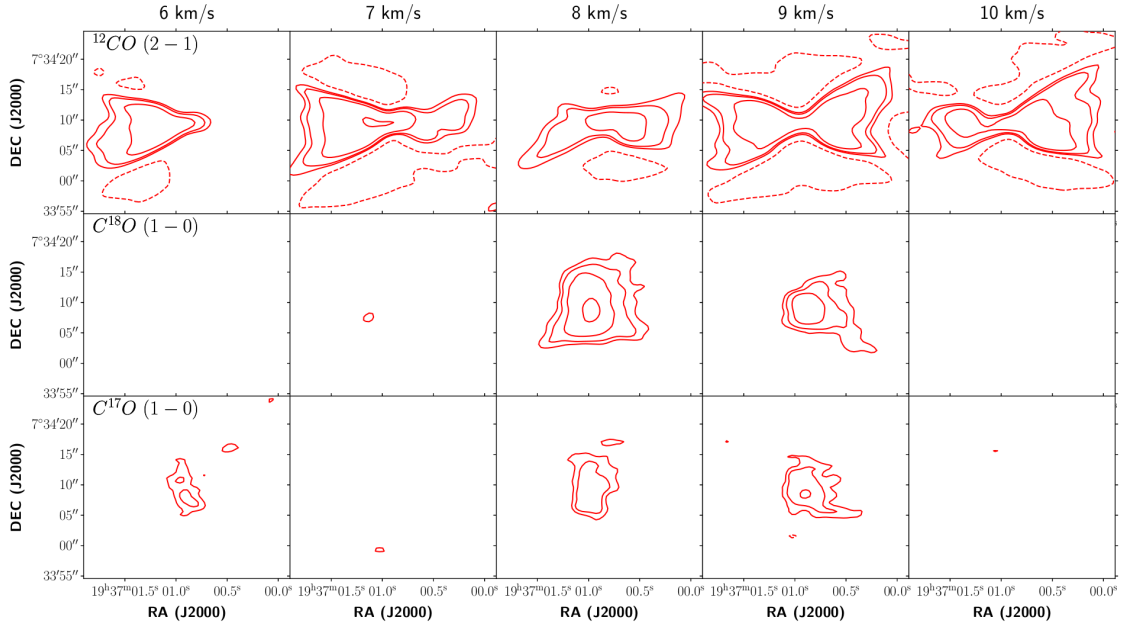 6 km/s 7 km/s 8 km/s 9 km/s 10 km/s
¹²CO (2 − 1)
7°34′20″
15″
10″
05″
00″
33′55″
DEC (J2000)
C¹⁸O (1 − 0)
7°34′20″
15″
10″
05″
00″
33′55″
DEC (J2000)
C¹⁷O (1 − 0)
7°34′20″
15″
10″
05″
00″
33′55″
DEC (J2000)
19ʰ37ᵐ01.5ˢ 01.0ˢ 00.5ˢ 00.0ˢ 19ʰ37ᵐ01.5ˢ 01.0ˢ 00.5ˢ 00.0ˢ 19ʰ37ᵐ01.5ˢ 01.0ˢ 00.5ˢ 00.0ˢ 19ʰ37ᵐ01.5ˢ 01.0ˢ 00.5ˢ 00.0ˢ 19ʰ37ᵐ01.5ˢ 01.0ˢ 00.5ˢ 00.0ˢ
RA (J2000) RA (J2000) RA (J2000) RA (J2000) RA (J2000)